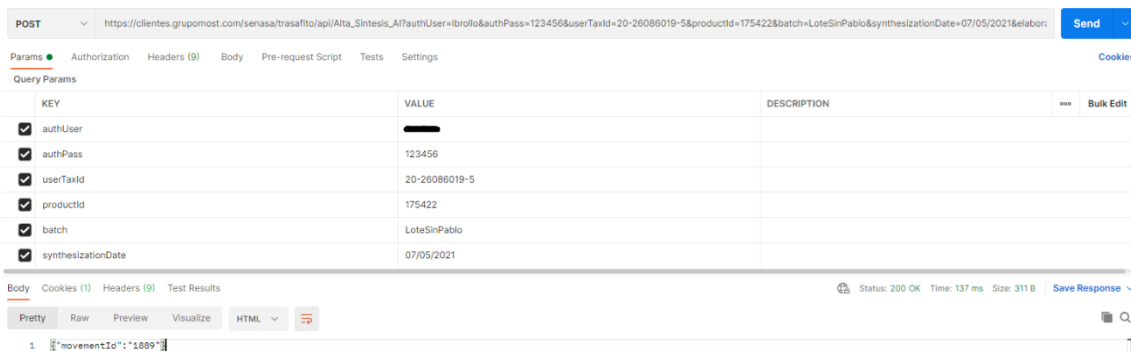 POST https://clientes.grupomost.com/senasa/trasafito/api/Alta_Sintesis_AI?authUser=lbrollo&authPass=123456&userTaxId=20-26086019-5&productId=175422&batch=LoteSinPablo&synthesizationDate=07/05/2021&elabora Send
Params Authorization Headers (9) Body Pre-request Script Tests Settings Cookies
Query Params
KEY VALUE DESCRIPTION ooo Bulk Edit
authUser
authPass 123456
userTaxId 20-26086019-5
productId 175422
batch LoteSinPablo
synthesizationDate 07/05/2021
Body Cookies (1) Headers (9) Test Results Status: 200 OK Time: 137 ms Size: 311 B Save Response
Pretty Raw Preview Visualize HTML
1 {"movementId":"1889"}